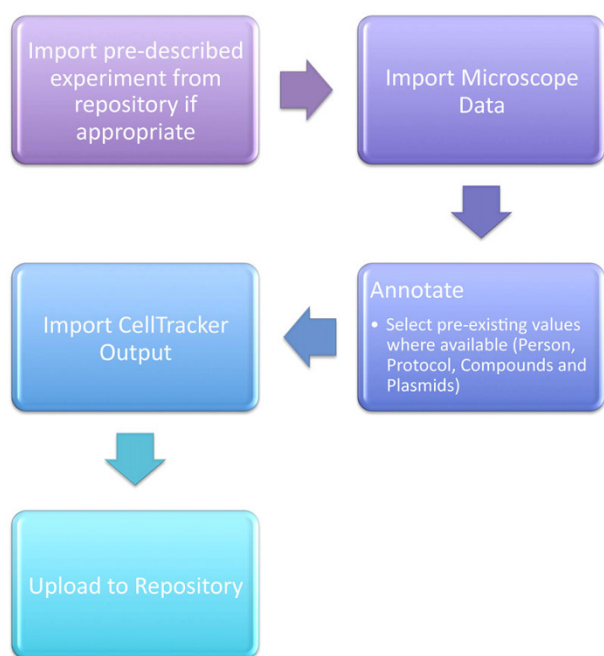 Import pre-described
experiment from
repository if
appropriate
Import Microscope
Data
Annotate
• Select pre-existing values
where available (Person,
Protocol, Compounds and
Plasmids)
Import CellTracker
Output
Upload to Repository